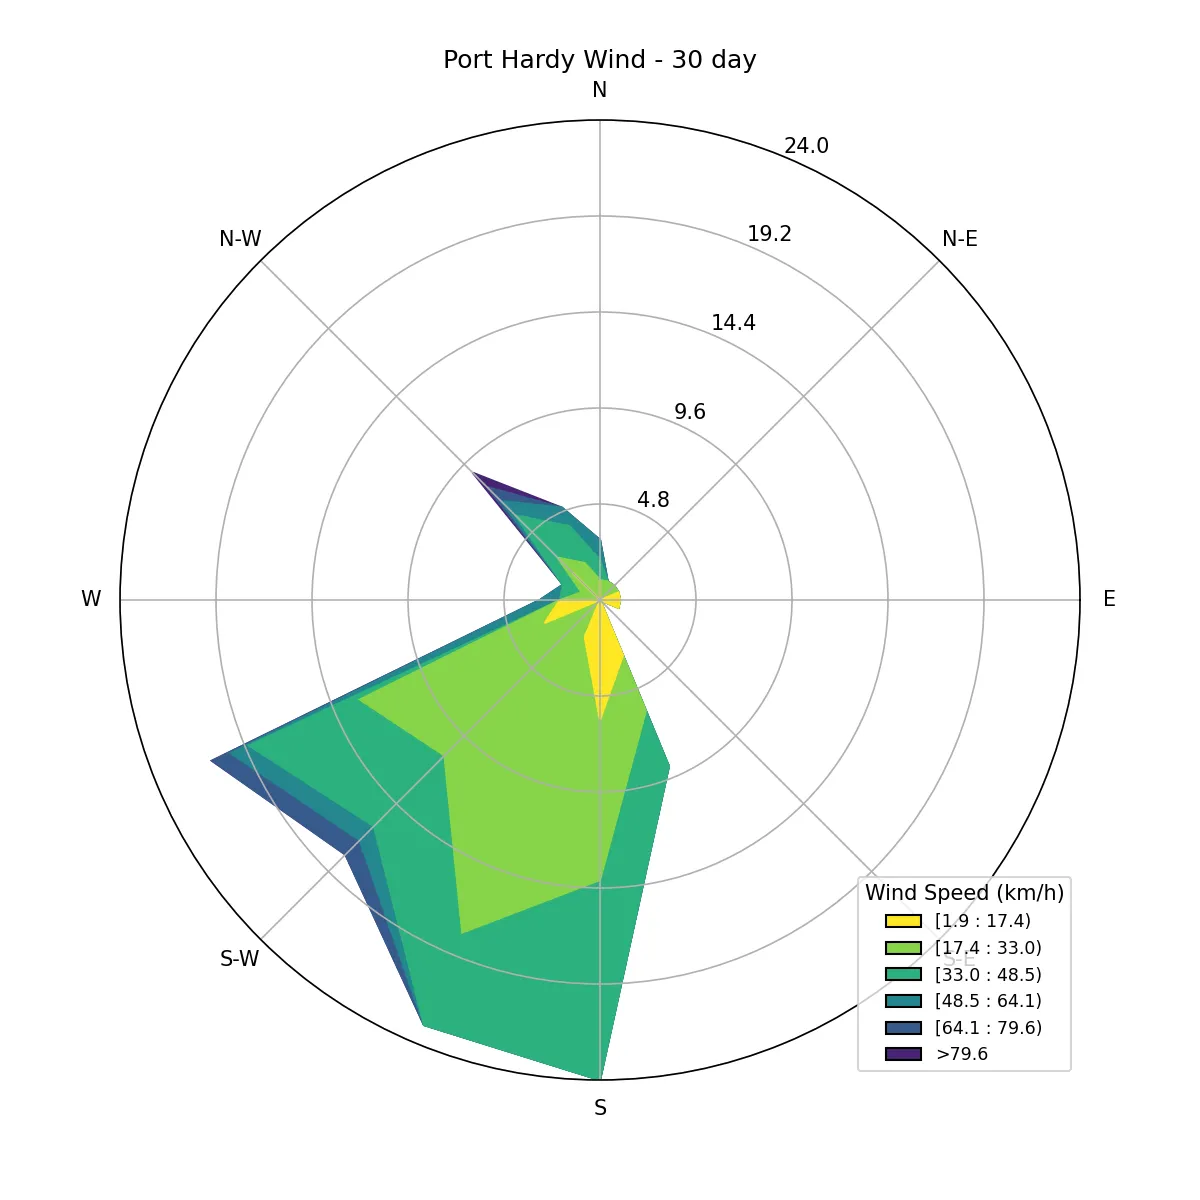 Port Hardy Wind - 30 day
N
24.0
N-W
N-E
19.2
14.4
9.6
4.8
W
E
Wind Speed (km/h)
[1.9 : 17.4)
[17.4 : 33.0)
S-W
S-E
[33.0 : 48.5)
[48.5 : 64.1)
[64.1 : 79.6)
>79.6
S